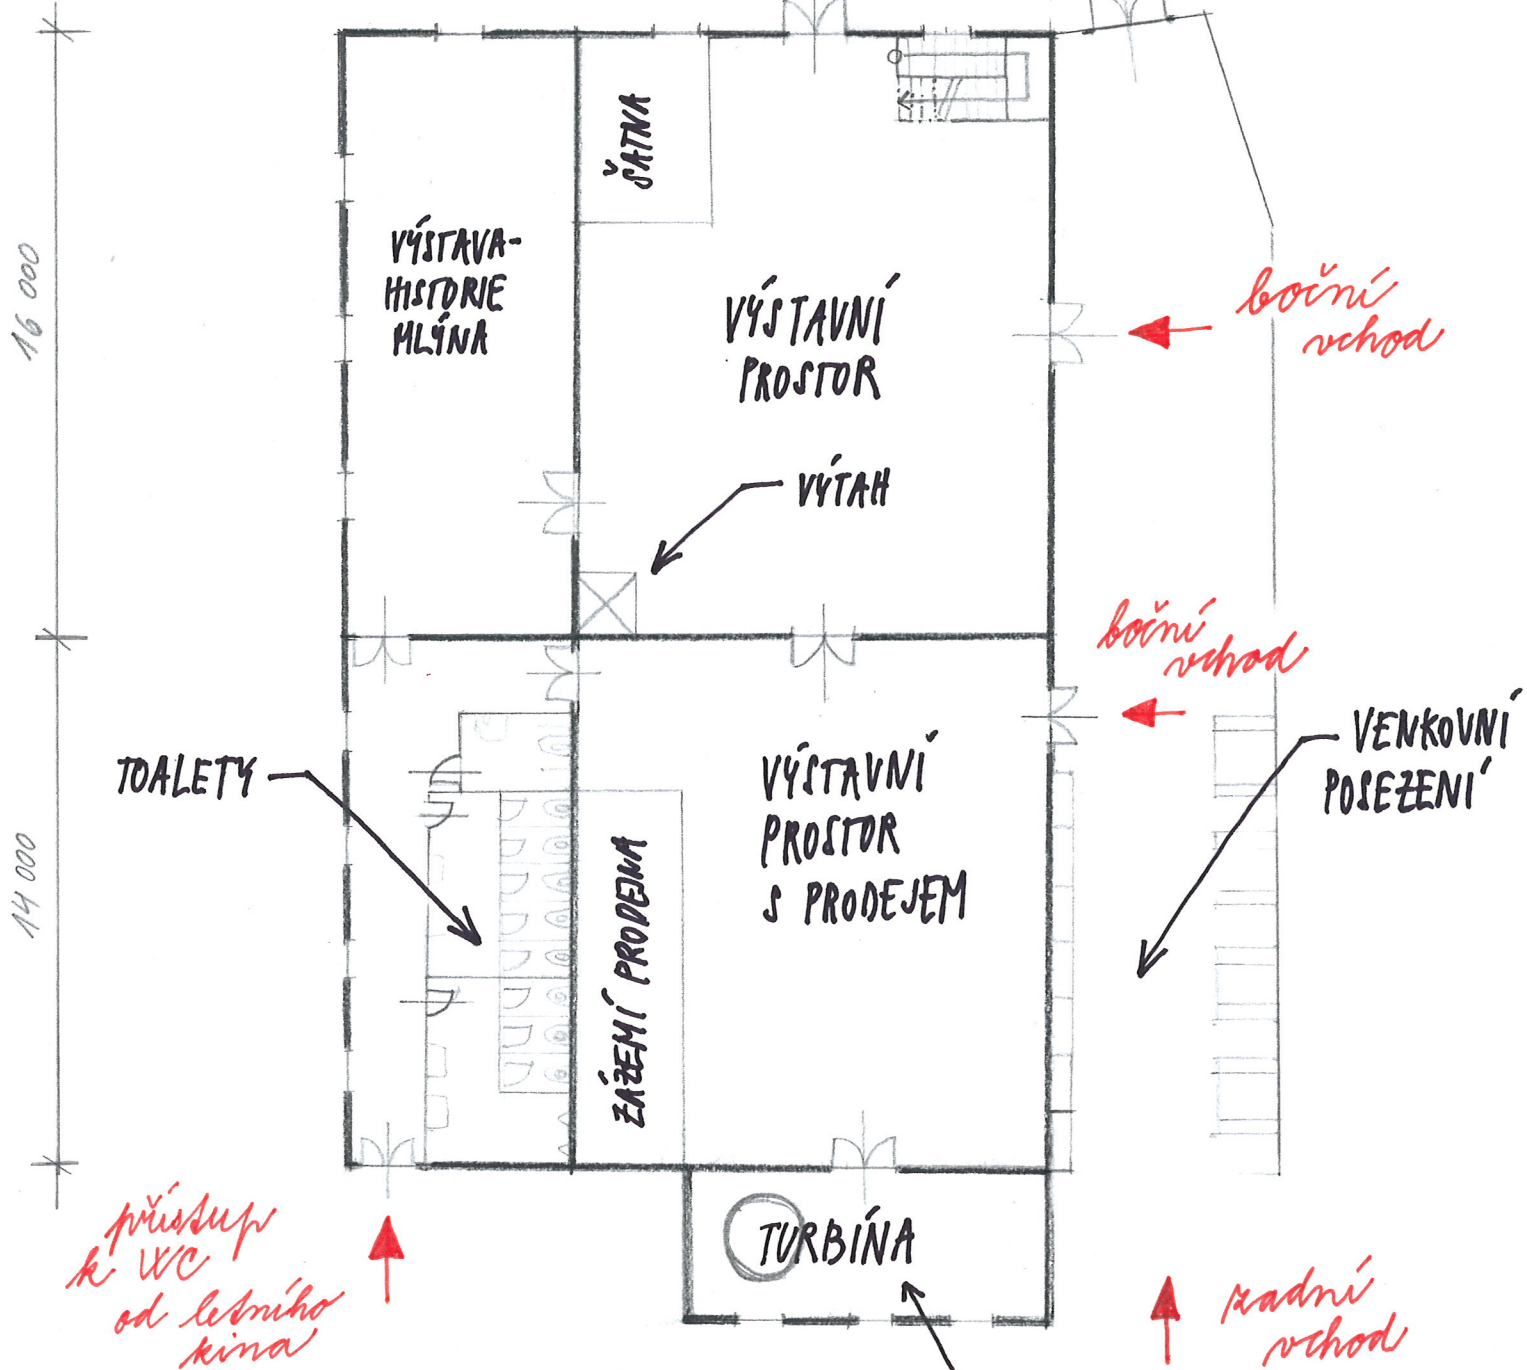 ŠATNA
VÝSTAVA-
HISTORIE
MLÝNA
16 000
VÝSTAVNÍ
PROSTOR
boční
vchod
VÝTAH
boční
vchod
TOALETY
VÝSTAVNÍ
PROSTOR
S PRODEJEM
VENKOVNÍ
POSEZENÍ
14 000
ZÁZEMÍ PRODEJNA
přístup
k WC
od letního
kina
TURBÍNA
zadní
vchod